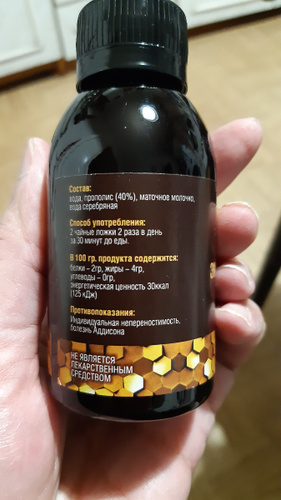 Состав:
вода, прополис (40%), маточное молочко,
вода серебряная
Способ употребления:
2 чайные ложки 2 раза в день
за 30 минут до еды.
В 100 гр. продукта содержится:
белки – 2гр, жиры – 4гр,
углеводы – 0гр,
энергетическая ценность 30ккал
(125 кДж)
Противопоказания:
Индивидуальная непереностимость,
болезнь Аддисона
НЕ ЯВЛЯЕТСЯ
ЛЕКАРСТВЕННЫМ
СРЕДСТВОМ